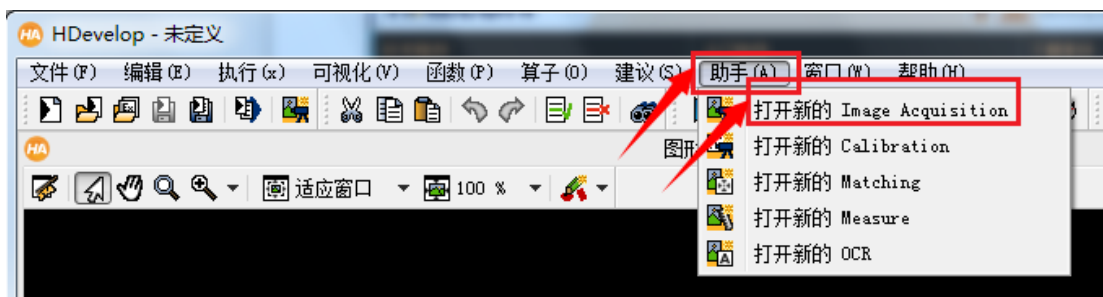 HDevelop - 未定义
文件(F) 编辑(E) 执行(x) 可视化(V) 函数(P) 算子(O) 建议(S) 助手(A) 窗口(W) 帮助(H)
打开新的 Image Acquisition
图形
打开新的 Calibration
适应窗口 100 %
打开新的 Matching
打开新的 Measure
打开新的 OCR